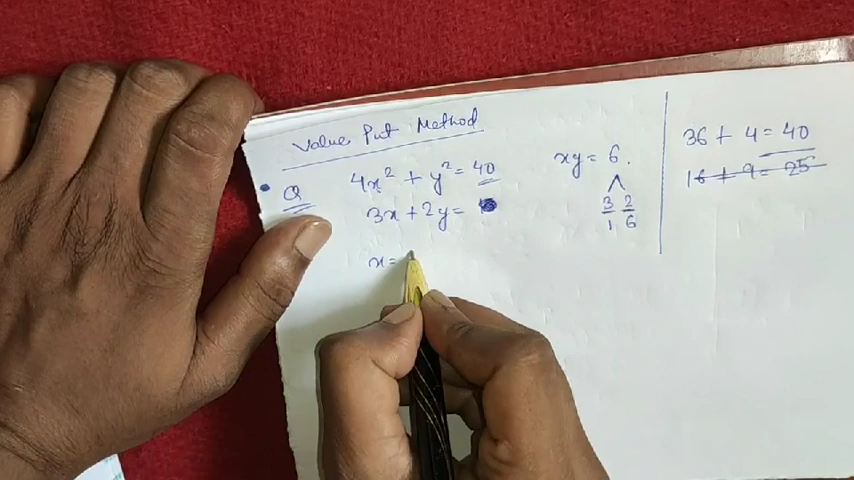 Value Put Method
Q 4x² + y² = 40
3x + 2y =
x =
xy = 6.
3 2
1 6
36 + 4 = 40
16 + 9 = 25